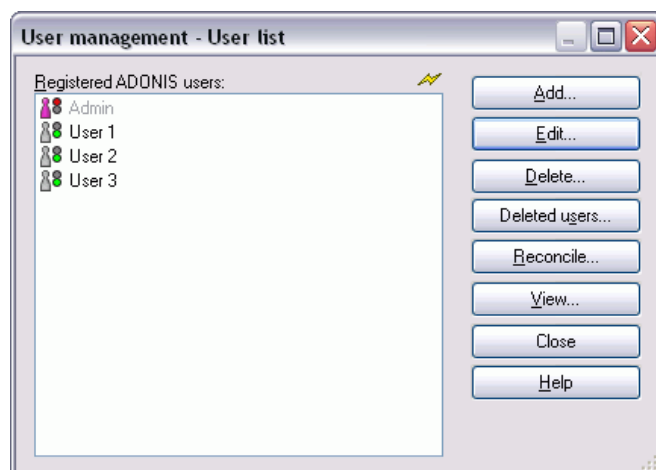 User management - User list
Registered ADONIS users:
Admin
User 1
User 2
User 3
Add...
Edit...
Delete...
Deleted users...
Reconcile...
View...
Close
Help